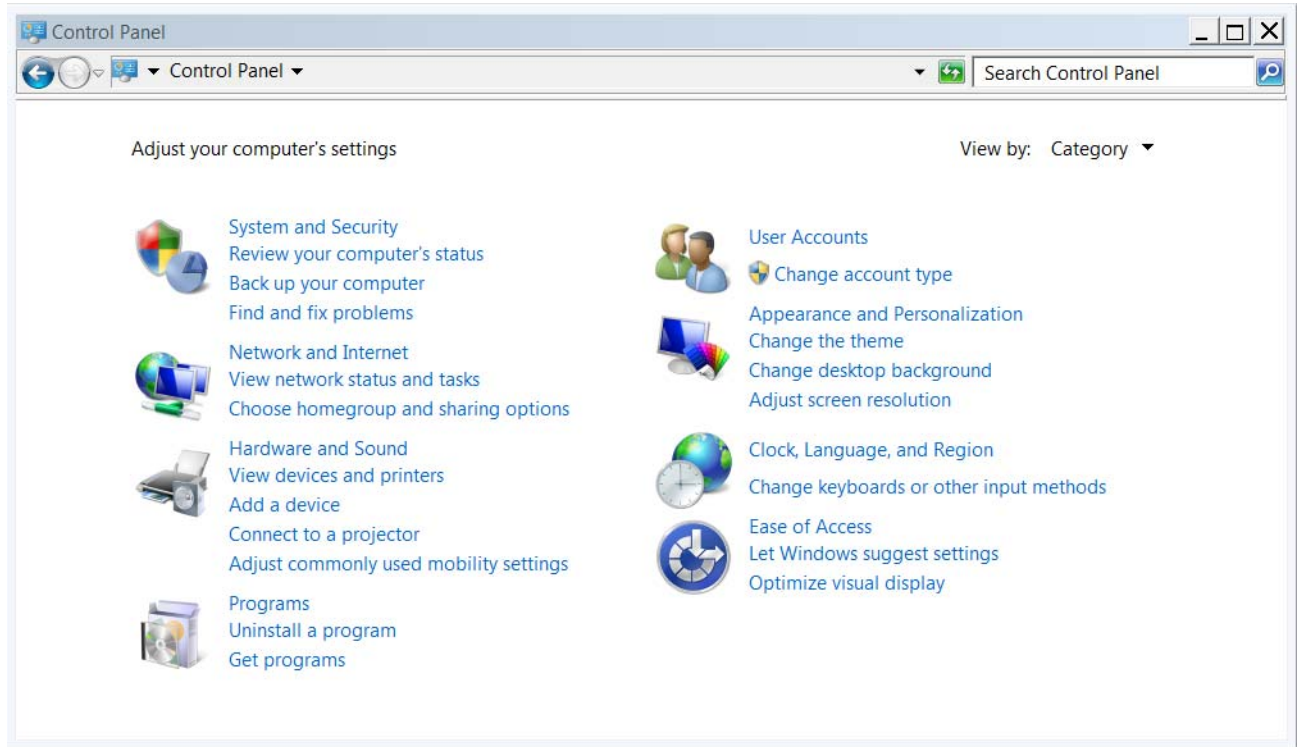 Control Panel
Control Panel
Search Control Panel
Adjust your computer's settings
View by: Category
System and Security
Review your computer's status
Back up your computer
Find and fix problems
Network and Internet
View network status and tasks
Choose homegroup and sharing options
Hardware and Sound
View devices and printers
Add a device
Connect to a projector
Adjust commonly used mobility settings
Programs
Uninstall a program
Get programs
User Accounts
Change account type
Appearance and Personalization
Change the theme
Change desktop background
Adjust screen resolution
Clock, Language, and Region
Change keyboards or other input methods
Ease of Access
Let Windows suggest settings
Optimize visual display